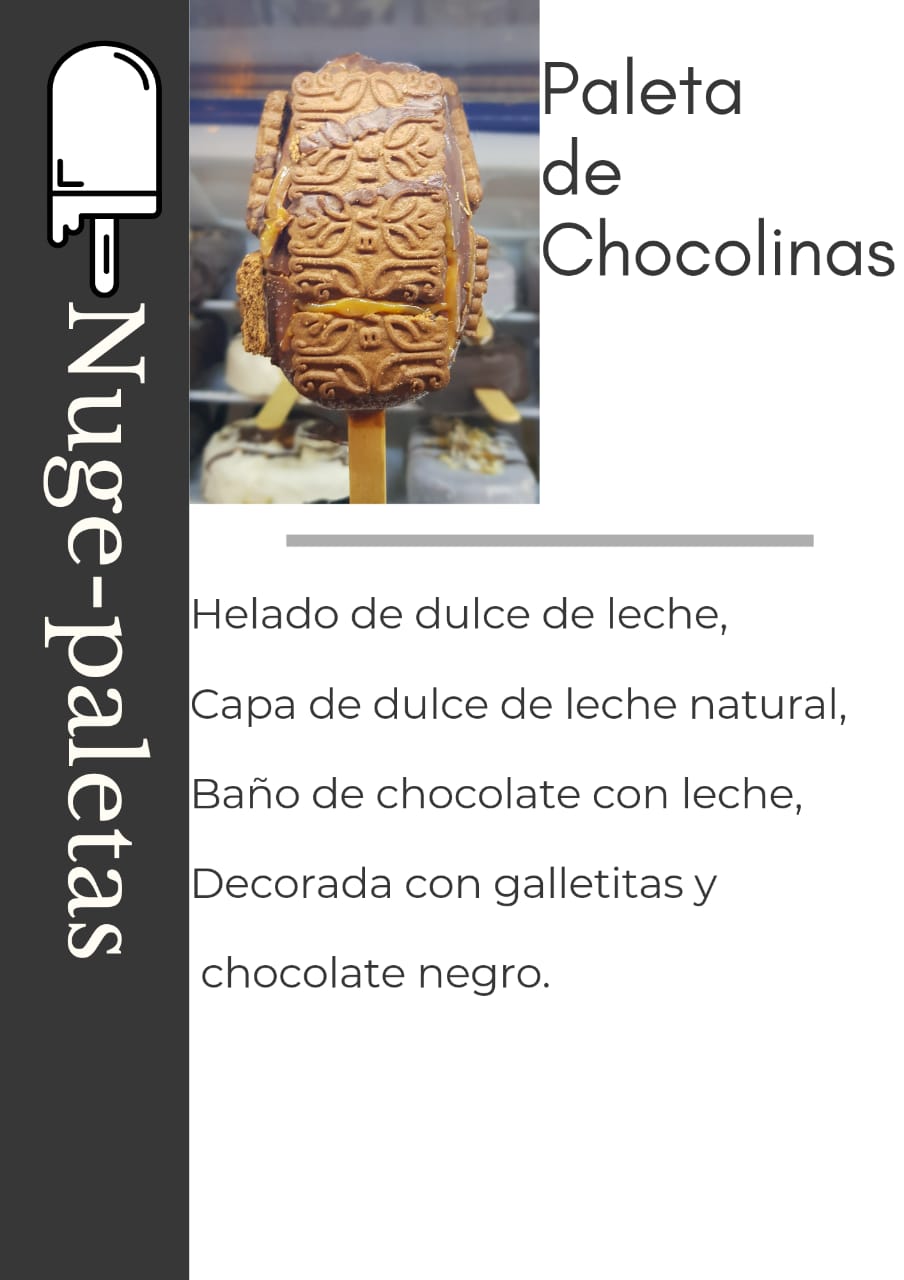 Nuge-paletas
Paleta
de
Chocolinas
Helado de dulce de leche,
Capa de dulce de leche natural,
Baño de chocolate con leche,
Decorada con galletitas y
chocolate negro.